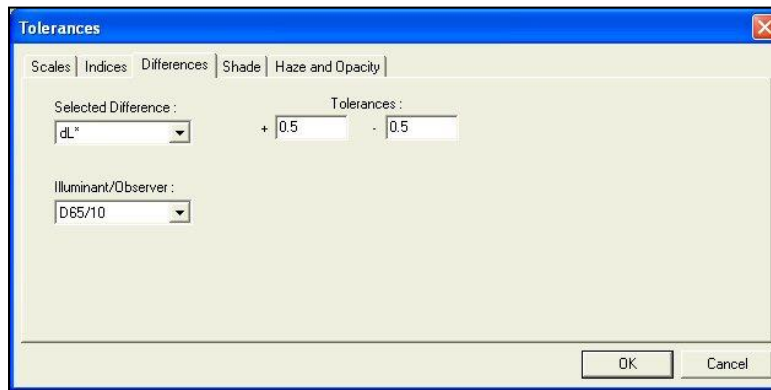 Tolerances
Scales Indices Differences Shade Haze and Opacity
Selected Difference : Tolerances :
dL* + 0.5 - 0.5
Illuminant/Observer :
D65/10
OK Cancel